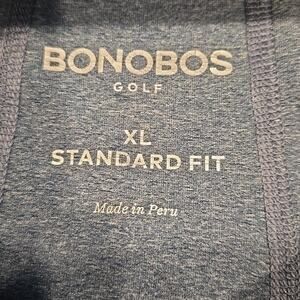 BONOBOS
GOLF
XL
STANDARD FIT
Made in Peru